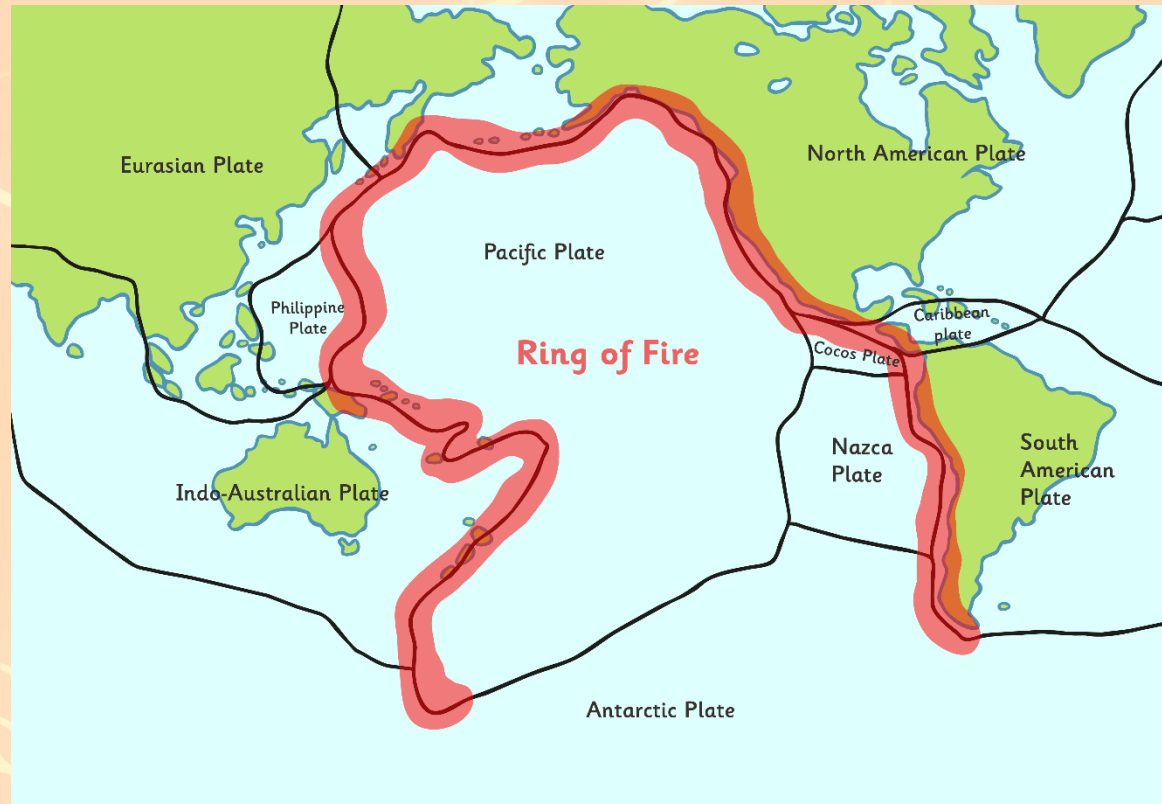 Eurasian Plate
North American Plate
Pacific Plate
Philippine
Plate
Ring of Fire
Caribbean
plate
Cocos Plate
Nazca
Plate
South
American
Plate
Indo-Australian Plate
Antarctic Plate